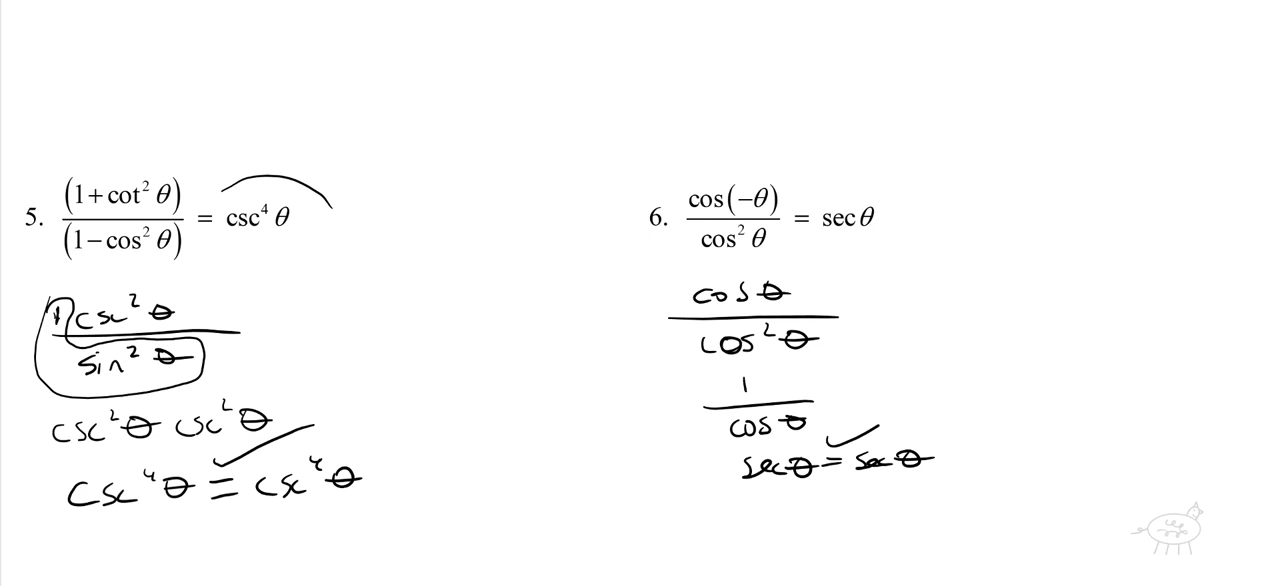 5. (1+cot² θ) / (1−cos² θ) = csc⁴ θ
1 csc² θ / sin² θ
csc² θ csc² θ
csc⁴ θ = csc⁴ θ
6. cos(−θ) / cos² θ = sec θ
cos θ / cos² θ
1 / cos θ
sec θ = sec θ